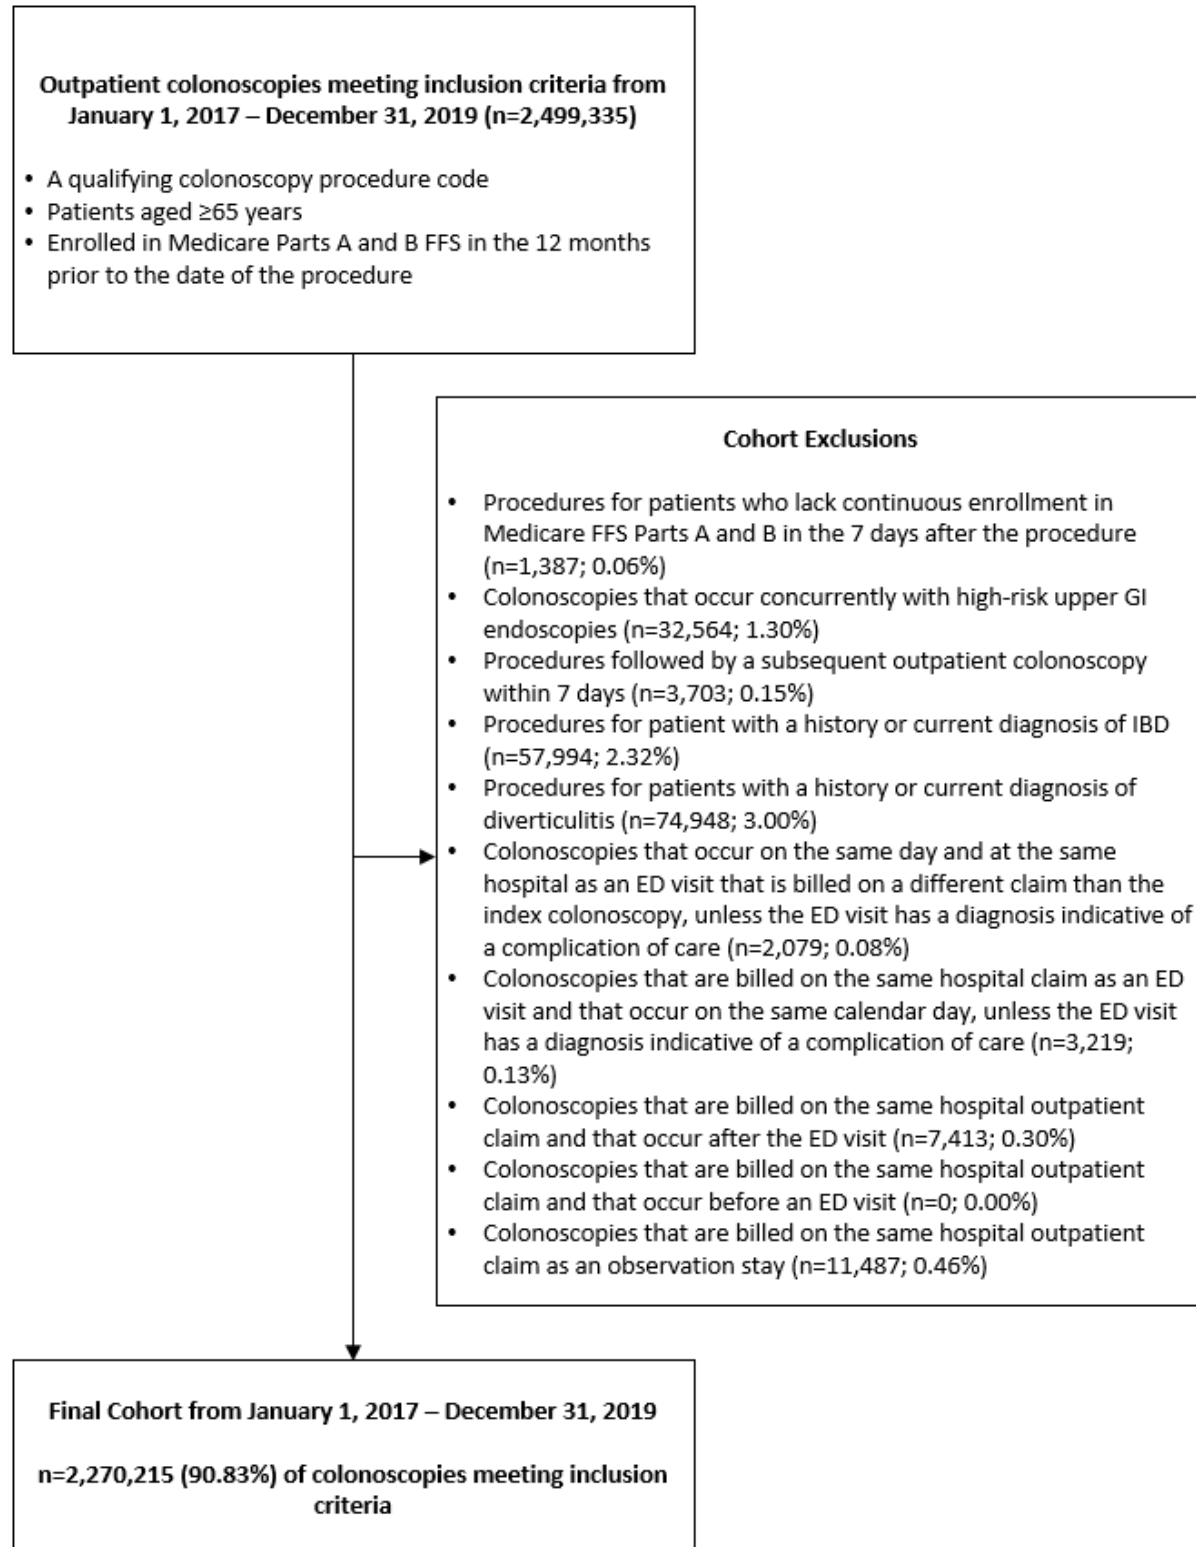 Outpatient colonoscopies meeting inclusion criteria from
January 1, 2017 – December 31, 2019 (n=2,499,335)
• A qualifying colonoscopy procedure code
• Patients aged ≥65 years
• Enrolled in Medicare Parts A and B FFS in the 12 months
prior to the date of the procedure
Cohort Exclusions
• Procedures for patients who lack continuous enrollment in
Medicare FFS Parts A and B in the 7 days after the procedure
(n=1,387; 0.06%)
• Colonoscopies that occur concurrently with high-risk upper GI
endoscopies (n=32,564; 1.30%)
• Procedures followed by a subsequent outpatient colonoscopy
within 7 days (n=3,703; 0.15%)
• Procedures for patient with a history or current diagnosis of IBD
(n=57,994; 2.32%)
• Procedures for patients with a history or current diagnosis of
diverticulitis (n=74,948; 3.00%)
• Colonoscopies that occur on the same day and at the same
hospital as an ED visit that is billed on a different claim than the
index colonoscopy, unless the ED visit has a diagnosis indicative of
a complication of care (n=2,079; 0.08%)
• Colonoscopies that are billed on the same hospital claim as an ED
visit and that occur on the same calendar day, unless the ED visit
has a diagnosis indicative of a complication of care (n=3,219;
0.13%)
• Colonoscopies that are billed on the same hospital outpatient
claim and that occur after the ED visit (n=7,413; 0.30%)
• Colonoscopies that are billed on the same hospital outpatient
claim and that occur before an ED visit (n=0; 0.00%)
• Colonoscopies that are billed on the same hospital outpatient
claim as an observation stay (n=11,487; 0.46%)
Final Cohort from January 1, 2017 – December 31, 2019
n=2,270,215 (90.83%) of colonoscopies meeting inclusion
criteria